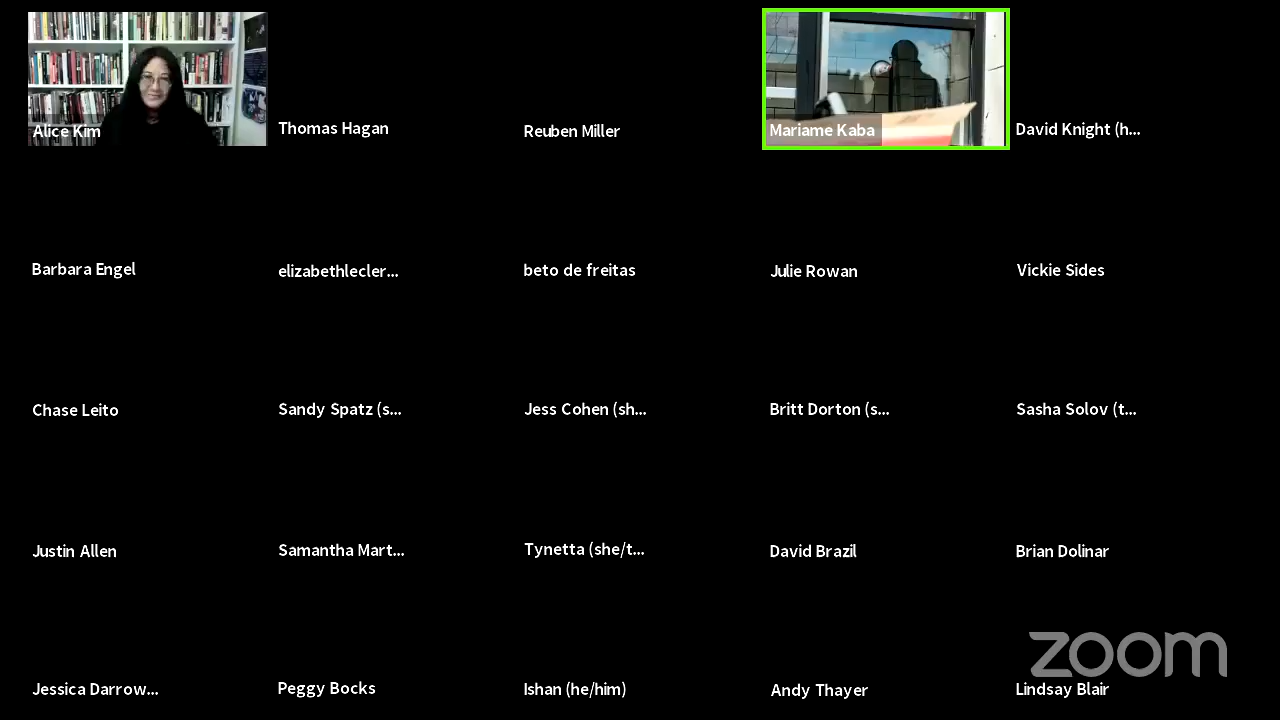 Alice Kim
Thomas Hagan
Reuben Miller
Mariame Kaba
David Knight (h...
Barbara Engel
elizabethlecler...
beto de freitas
Julie Rowan
Vickie Sides
Chase Leito
Sandy Spatz (s...
Jess Cohen (sh...
Britt Dorton (s...
Sasha Solov (t...
Justin Allen
Samantha Mart...
Tynetta (she/t...
David Brazil
Brian Dolinar
zoom
Jessica Darrow...
Peggy Bocks
Ishan (he/him)
Andy Thayer
Lindsay Blair